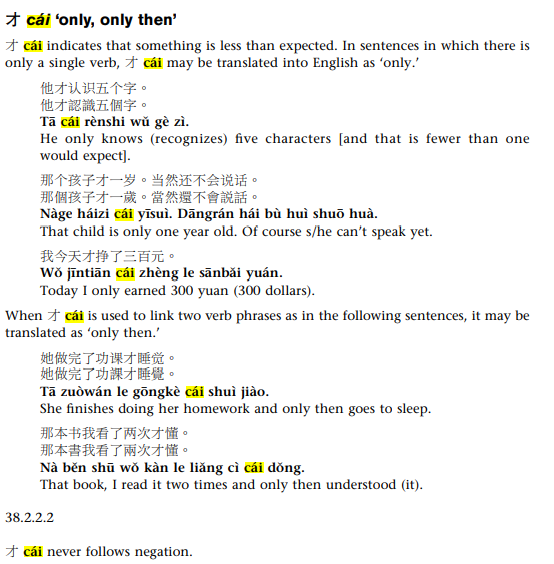 才 cái ‘only, only then’
才 cái indicates that something is less than expected. In sentences in which there is
only a single verb, 才 cái may be translated into English as ‘only.’
他才认识五个字。
他才認識五個字。
Tā cái rènshi wǔ gè zì.
He only knows (recognizes) five characters [and that is fewer than one
would expect].
那个孩子才一岁。当然还不会说话。
那個孩子才一歲。當然還不會説話。
Nàge háizi cái yīsuì. Dāngrán hái bù huì shuō huà.
That child is only one year old. Of course s/he can’t speak yet.
我今天才挣了三百元。
Wǒ jīntiān cái zhèng le sānbǎi yuán.
Today I only earned 300 yuan (300 dollars).
When 才 cái is used to link two verb phrases as in the following sentences, it may be
translated as ‘only then.’
她做完了功课才睡觉。
她做完了功課才睡覺。
Tā zuòwán le gōngkè cái shuì jiào.
She finishes doing her homework and only then goes to sleep.
那本书我看了两次才懂。
那本書我看了兩次才懂。
Nà běn shū wǒ kàn le liǎng cì cái dǒng.
That book, I read it two times and only then understood (it).
38.2.2.2
才 cái never follows negation.